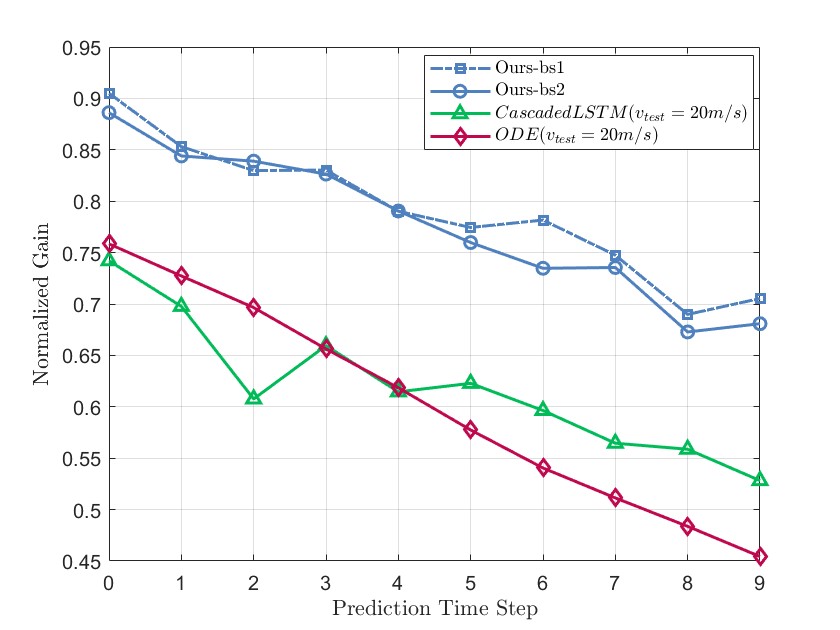 Ours-bs1
Ours-bs2
CascadedLSTM(v_test = 20m/s)
ODE(v_test = 20m/s)
0.95
0.9
0.85
0.8
0.75
0.7
0.65
0.6
0.55
0.5
0.45
Normalized Gain
0 1 2 3 4 5 6 7 8 9
Prediction Time Step